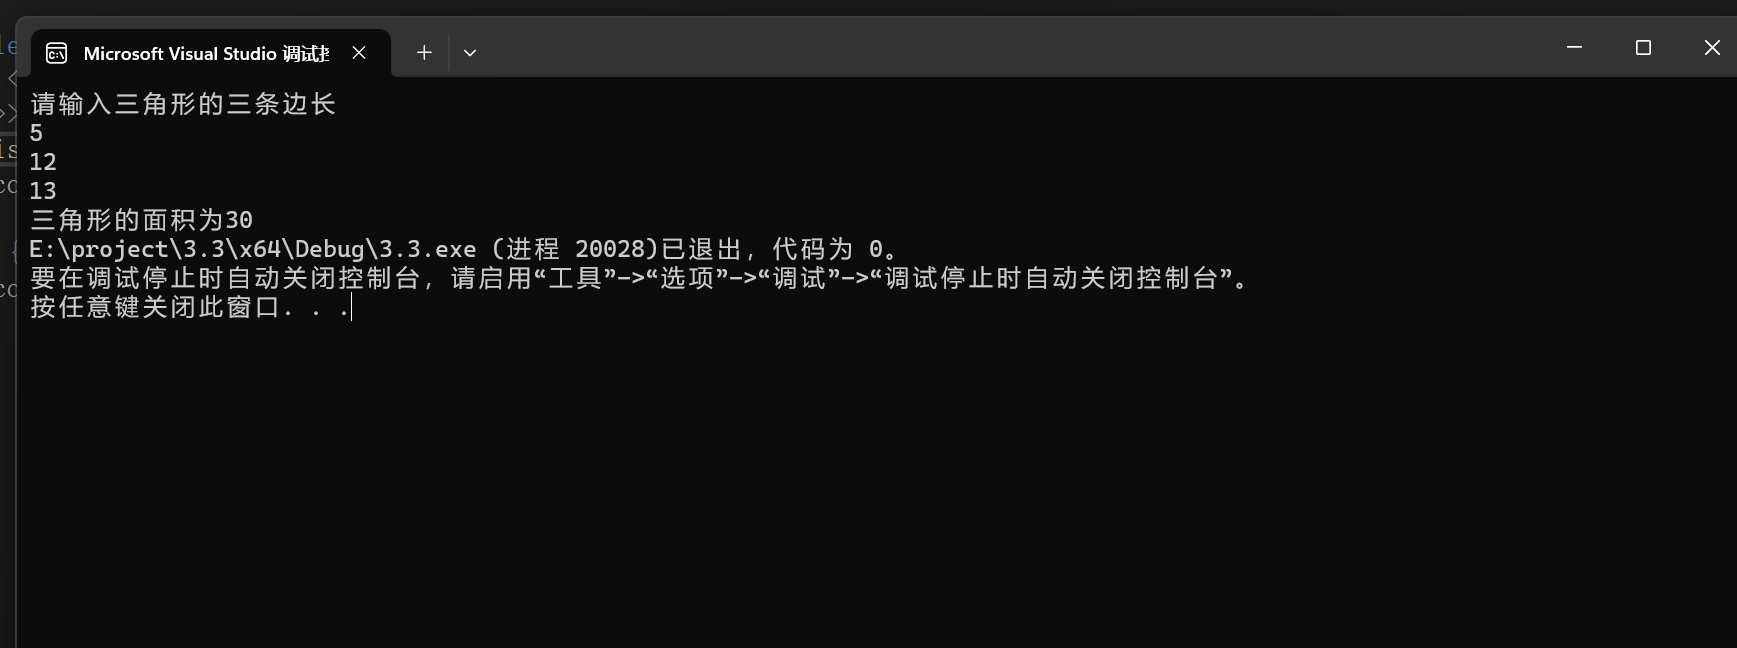 Microsoft Visual Studio 调试
请输入三角形的三条边长
5
12
13
三角形的面积为30
E:\project\3.3\x64\Debug\3.3.exe (进程 20028)已退出，代码为 0。
要在调试停止时自动关闭控制台，请启用“工具”->“选项”->“调试”->“调试停止时自动关闭控制台”。
按任意键关闭此窗口. . .